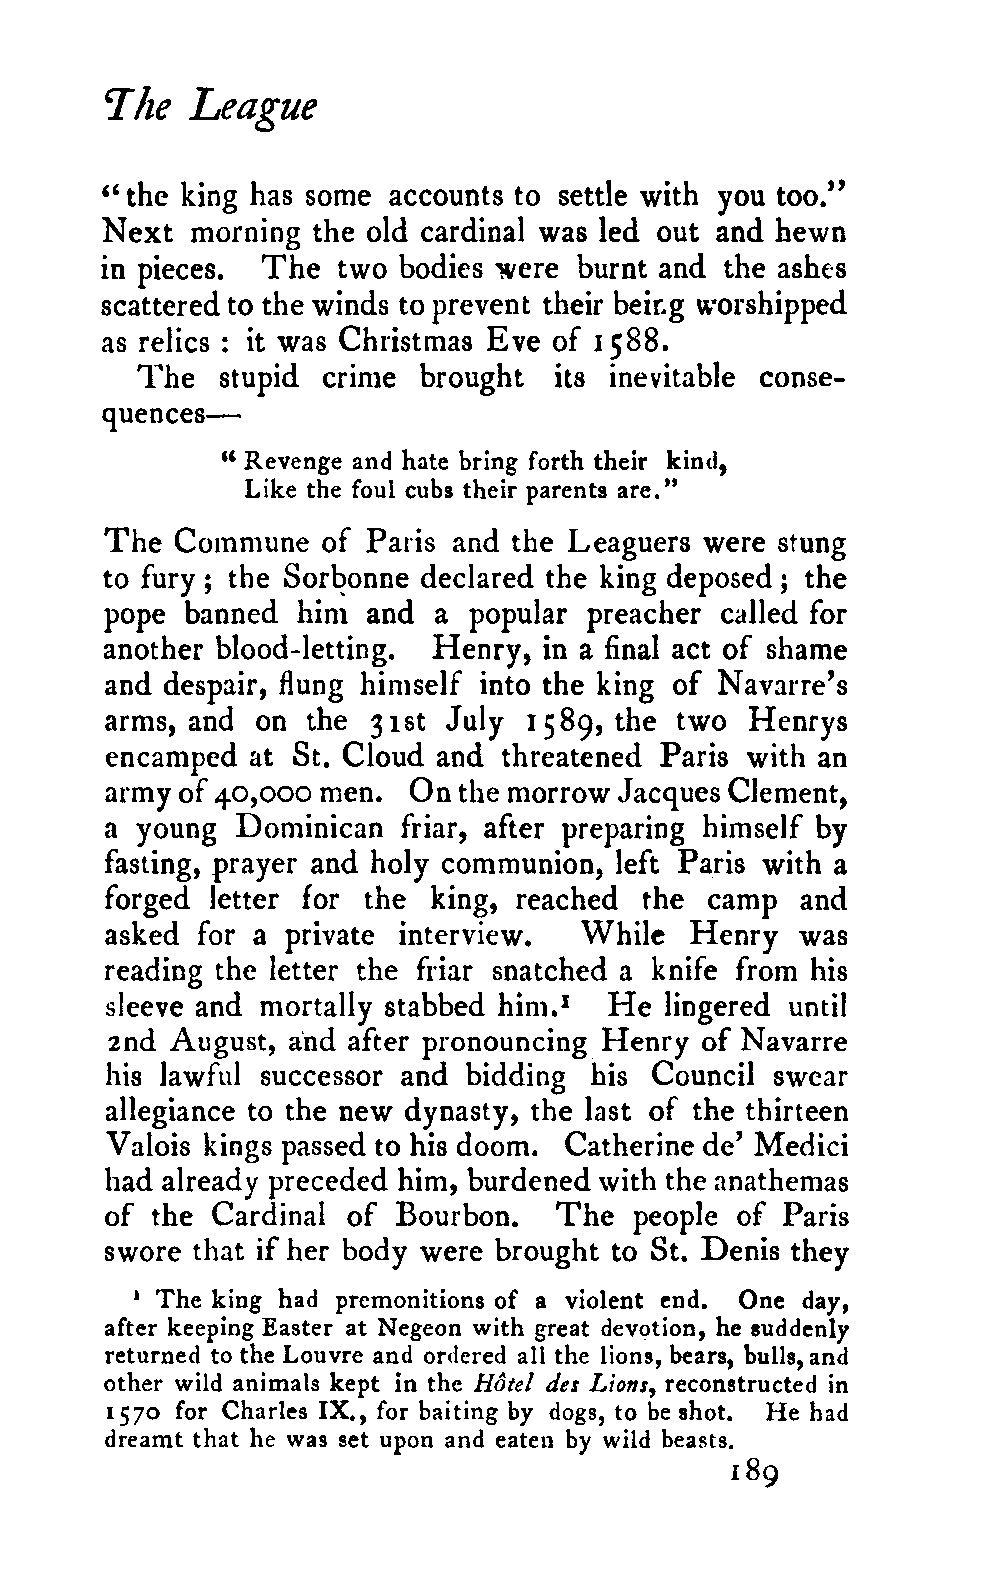 The League
“the king has some accounts to settle with you too.”
Next morning the old cardinal was led out and hewn
in pieces. The two bodies were burnt and the ashes
scattered to the winds to prevent their being worshipped
as relics : it was Christmas Eve of 1588.
The stupid crime brought its inevitable conse-
quences—
“Revenge and hate bring forth their kind,
Like the foul cubs their parents are.”
The Commune of Paris and the Leaguers were stung
to fury ; the Sorbonne declared the king deposed ; the
pope banned him and a popular preacher called for
another blood-letting. Henry, in a final act of shame
and despair, flung himself into the king of Navarre’s
arms, and on the 31st July 1589, the two Henrys
encamped at St. Cloud and threatened Paris with an
army of 40,000 men. On the morrow Jacques Clement,
a young Dominican friar, after preparing himself by
fasting, prayer and holy communion, left Paris with a
forged letter for the king, reached the camp and
asked for a private interview. While Henry was
reading the letter the friar snatched a knife from his
sleeve and mortally stabbed him.¹ He lingered until
2nd August, and after pronouncing Henry of Navarre
his lawful successor and bidding his Council swear
allegiance to the new dynasty, the last of the thirteen
Valois kings passed to his doom. Catherine de’ Medici
had already preceded him, burdened with the anathemas
of the Cardinal of Bourbon. The people of Paris
swore that if her body were brought to St. Denis they
¹ The king had premonitions of a violent end. One day,
after keeping Easter at Negeon with great devotion, he suddenly
returned to the Louvre and ordered all the lions, bears, bulls, and
other wild animals kept in the Hôtel des Lions, reconstructed in
1570 for Charles IX., for baiting by dogs, to be shot. He had
dreamt that he was set upon and eaten by wild beasts.
189